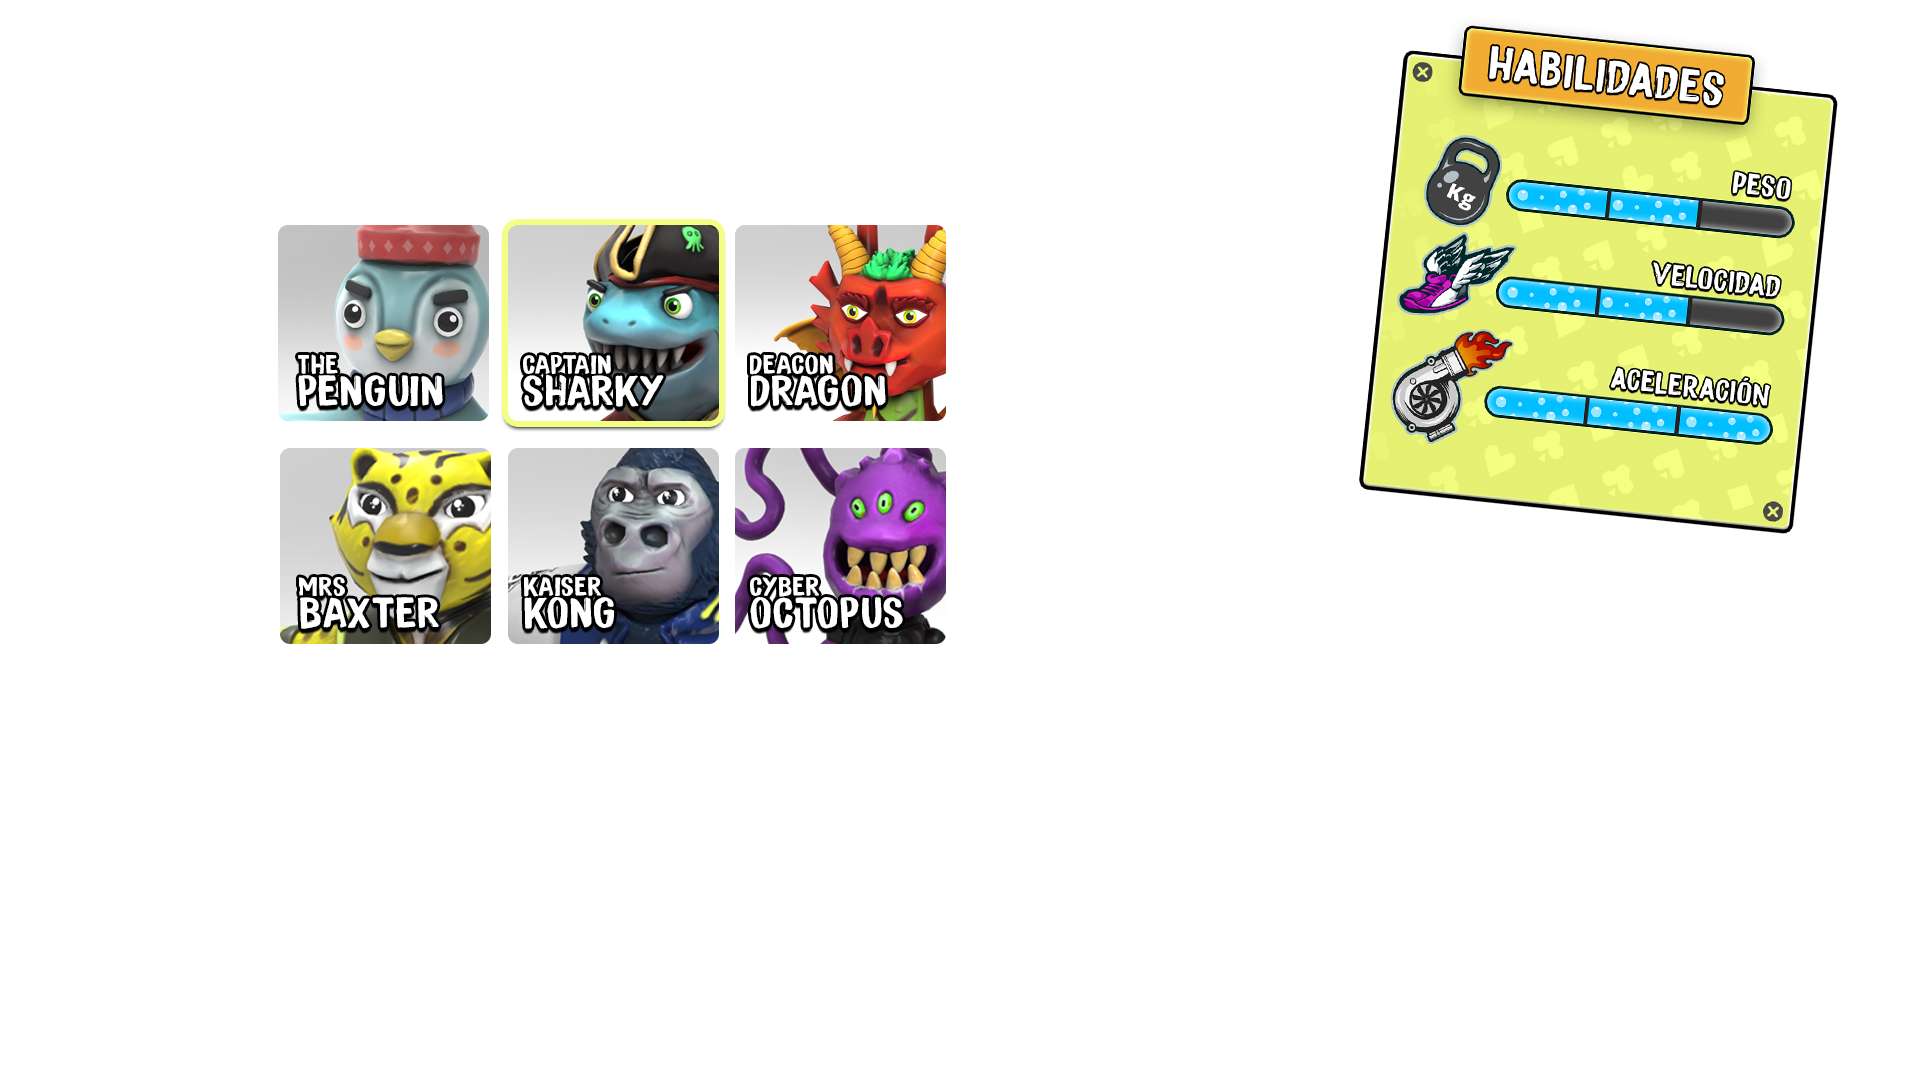 HABILIDADES
Kg
PESO
VELOCIDAD
ACELERACIÓN
THE
PENGUIN
CAPTAIN
SHARKY
DEACON
DRAGON
MRS
BAXTER
KAISER
KONG
CYBER
OCTOPUS